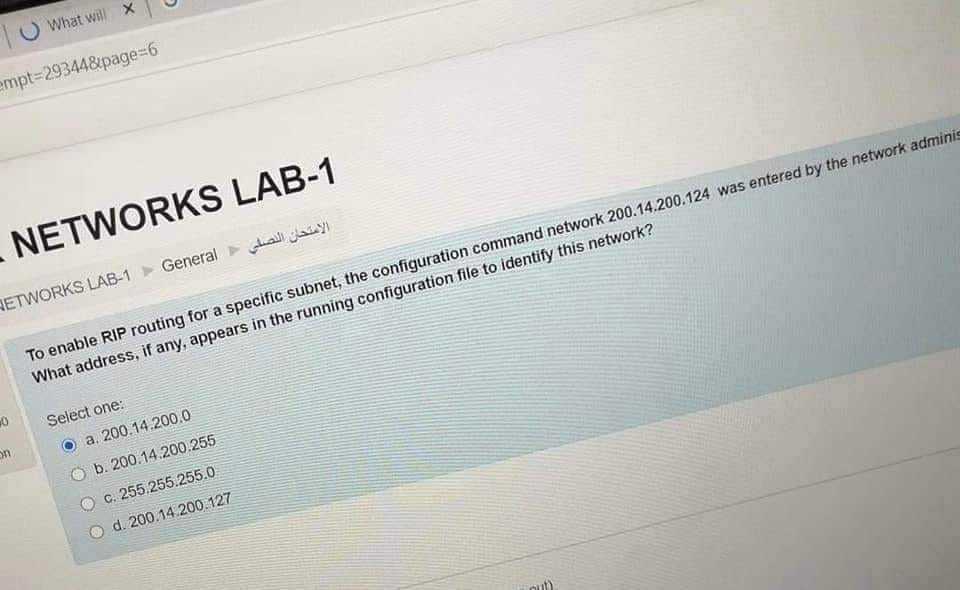 What will
empt=29344&page=6
NETWORKS LAB-1
NETWORKS LAB-1 General الامتحان النصفي
To enable RIP routing for a specific subnet, the configuration command network 200.14.200.124 was entered by the network adminis
What address, if any, appears in the running configuration file to identify this network?
Select one:
a. 200.14.200.0
b. 200.14.200.255
c. 255.255.255.0
d. 200.14.200.127
out)